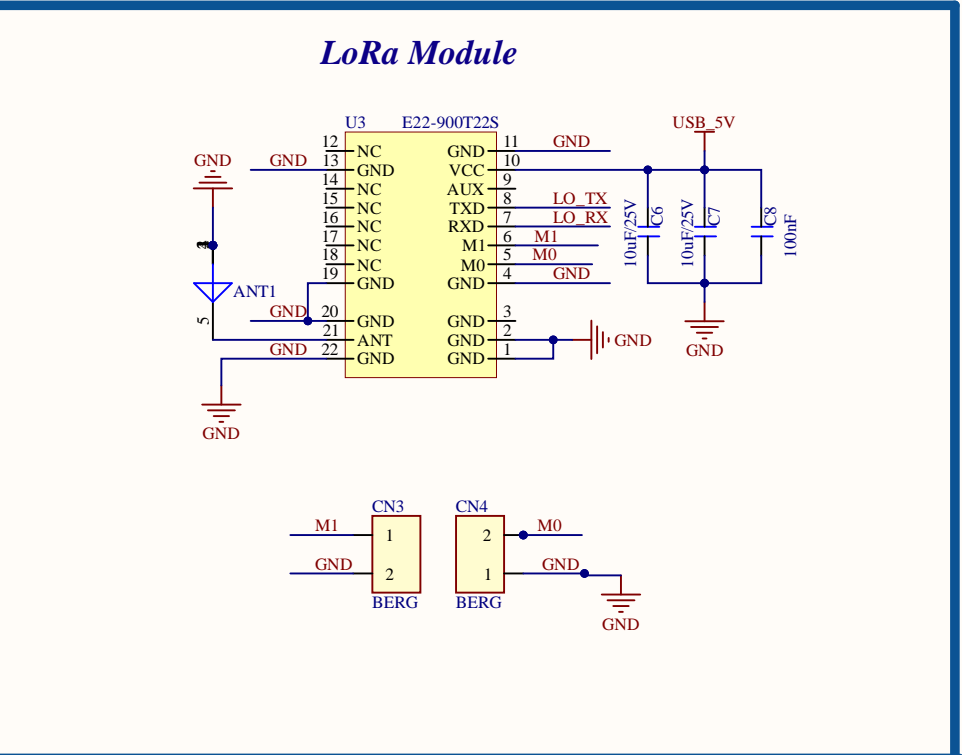 LoRa Module
U3 E22-900T22S
12 NC
13 GND
GND
14 NC
15 NC
16 NC
17 NC
18 NC
19 GND
20 GND
GND
21 ANT
22 GND
GND
GND 11
GND
VCC 10
AUX 9
TXD 8
LO_TX
RXD 7
LO_RX
M1 6
M1
M0 5
M0
GND 4
GND
GND 3
GND 2
GND 1
GND
GND
ANT1
5
GND
USB_5V
10uF/25V
C6
10uF/25V
C7
C8
100nF
GND
CN3
M1
1
GND
2
BERG
CN4
2
M0
1
GND
BERG
GND